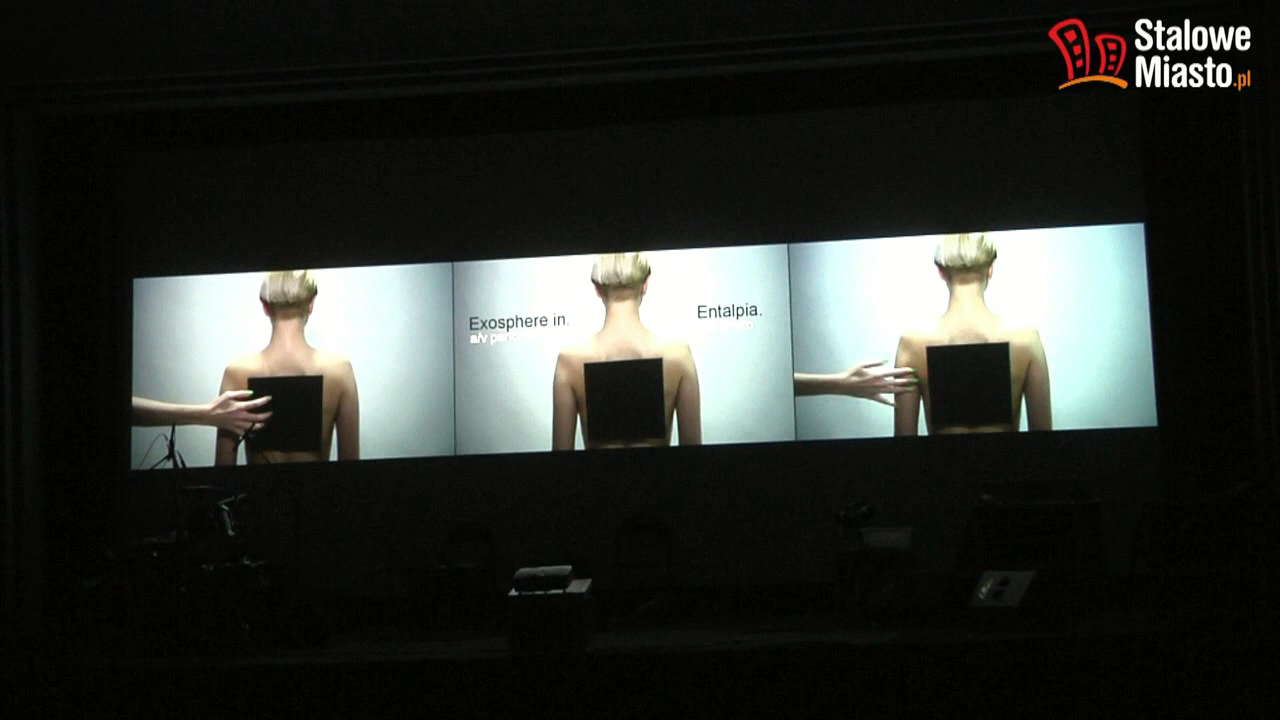 Stalowe
Miasto.pl
Exosphere in.
a/v
Entalpia.